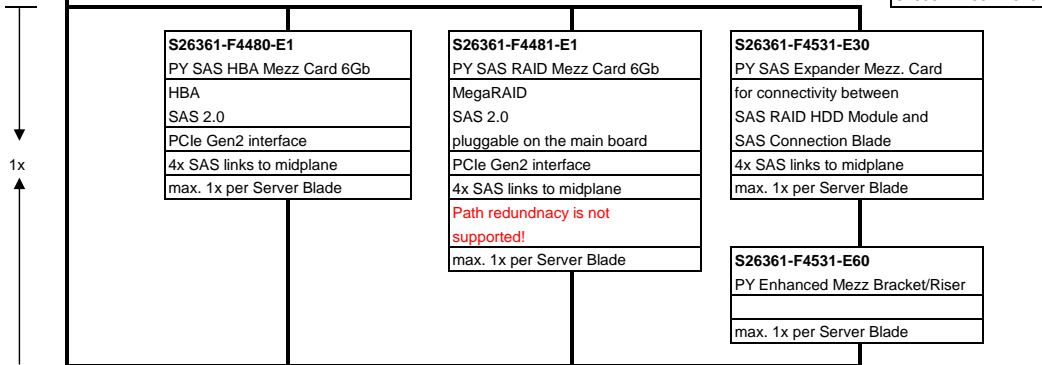 S26361-F4480-E1
PY SAS HBA Mezz Card 6Gb
HBA
SAS 2.0
PCIe Gen2 interface
4x SAS links to midplane
max. 1x per Server Blade
S26361-F4481-E1
PY SAS RAID Mezz Card 6Gb
MegaRAID
SAS 2.0
pluggable on the main board
PCIe Gen2 interface
4x SAS links to midplane
Path redundnacy is not
supported!
max. 1x per Server Blade
S26361-F4531-E30
PY SAS Expander Mezz. Card
for connectivity between
SAS RAID HDD Module and
SAS Connection Blade
4x SAS links to midplane
max. 1x per Server Blade
S26361-F4531-E60
PY Enhanced Mezz Bracket/Riser
max. 1x per Server Blade
1x